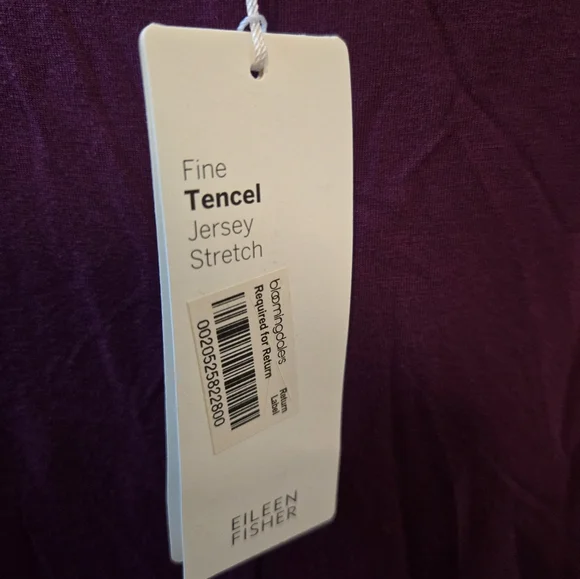 Fine
Tencel
Jersey
Stretch
bloomingdales
Required for Return
Return
Label
0020525822800
EILEEN
FISHER